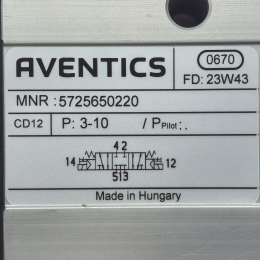 AVENTICS
0670
FD: 23W43
MNR : 5725650220
CD12
P: 3-10 / PPilot:.
4 2
14
12
5 1 3
Made in Hungary